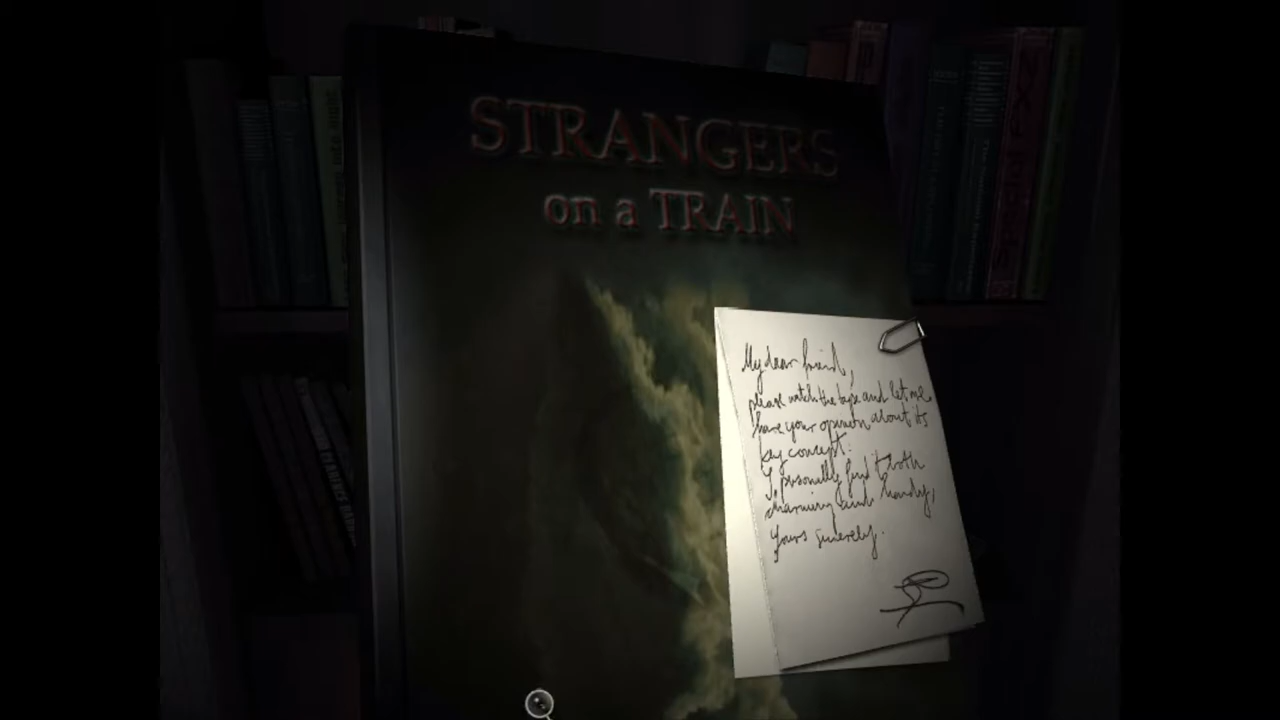 STRANGERS
on a TRAIN
My dear friend,
please watch the tape and let me
have your opinion about its
key concept.
I personally find it both
charming and handy,
Yours sincerely.